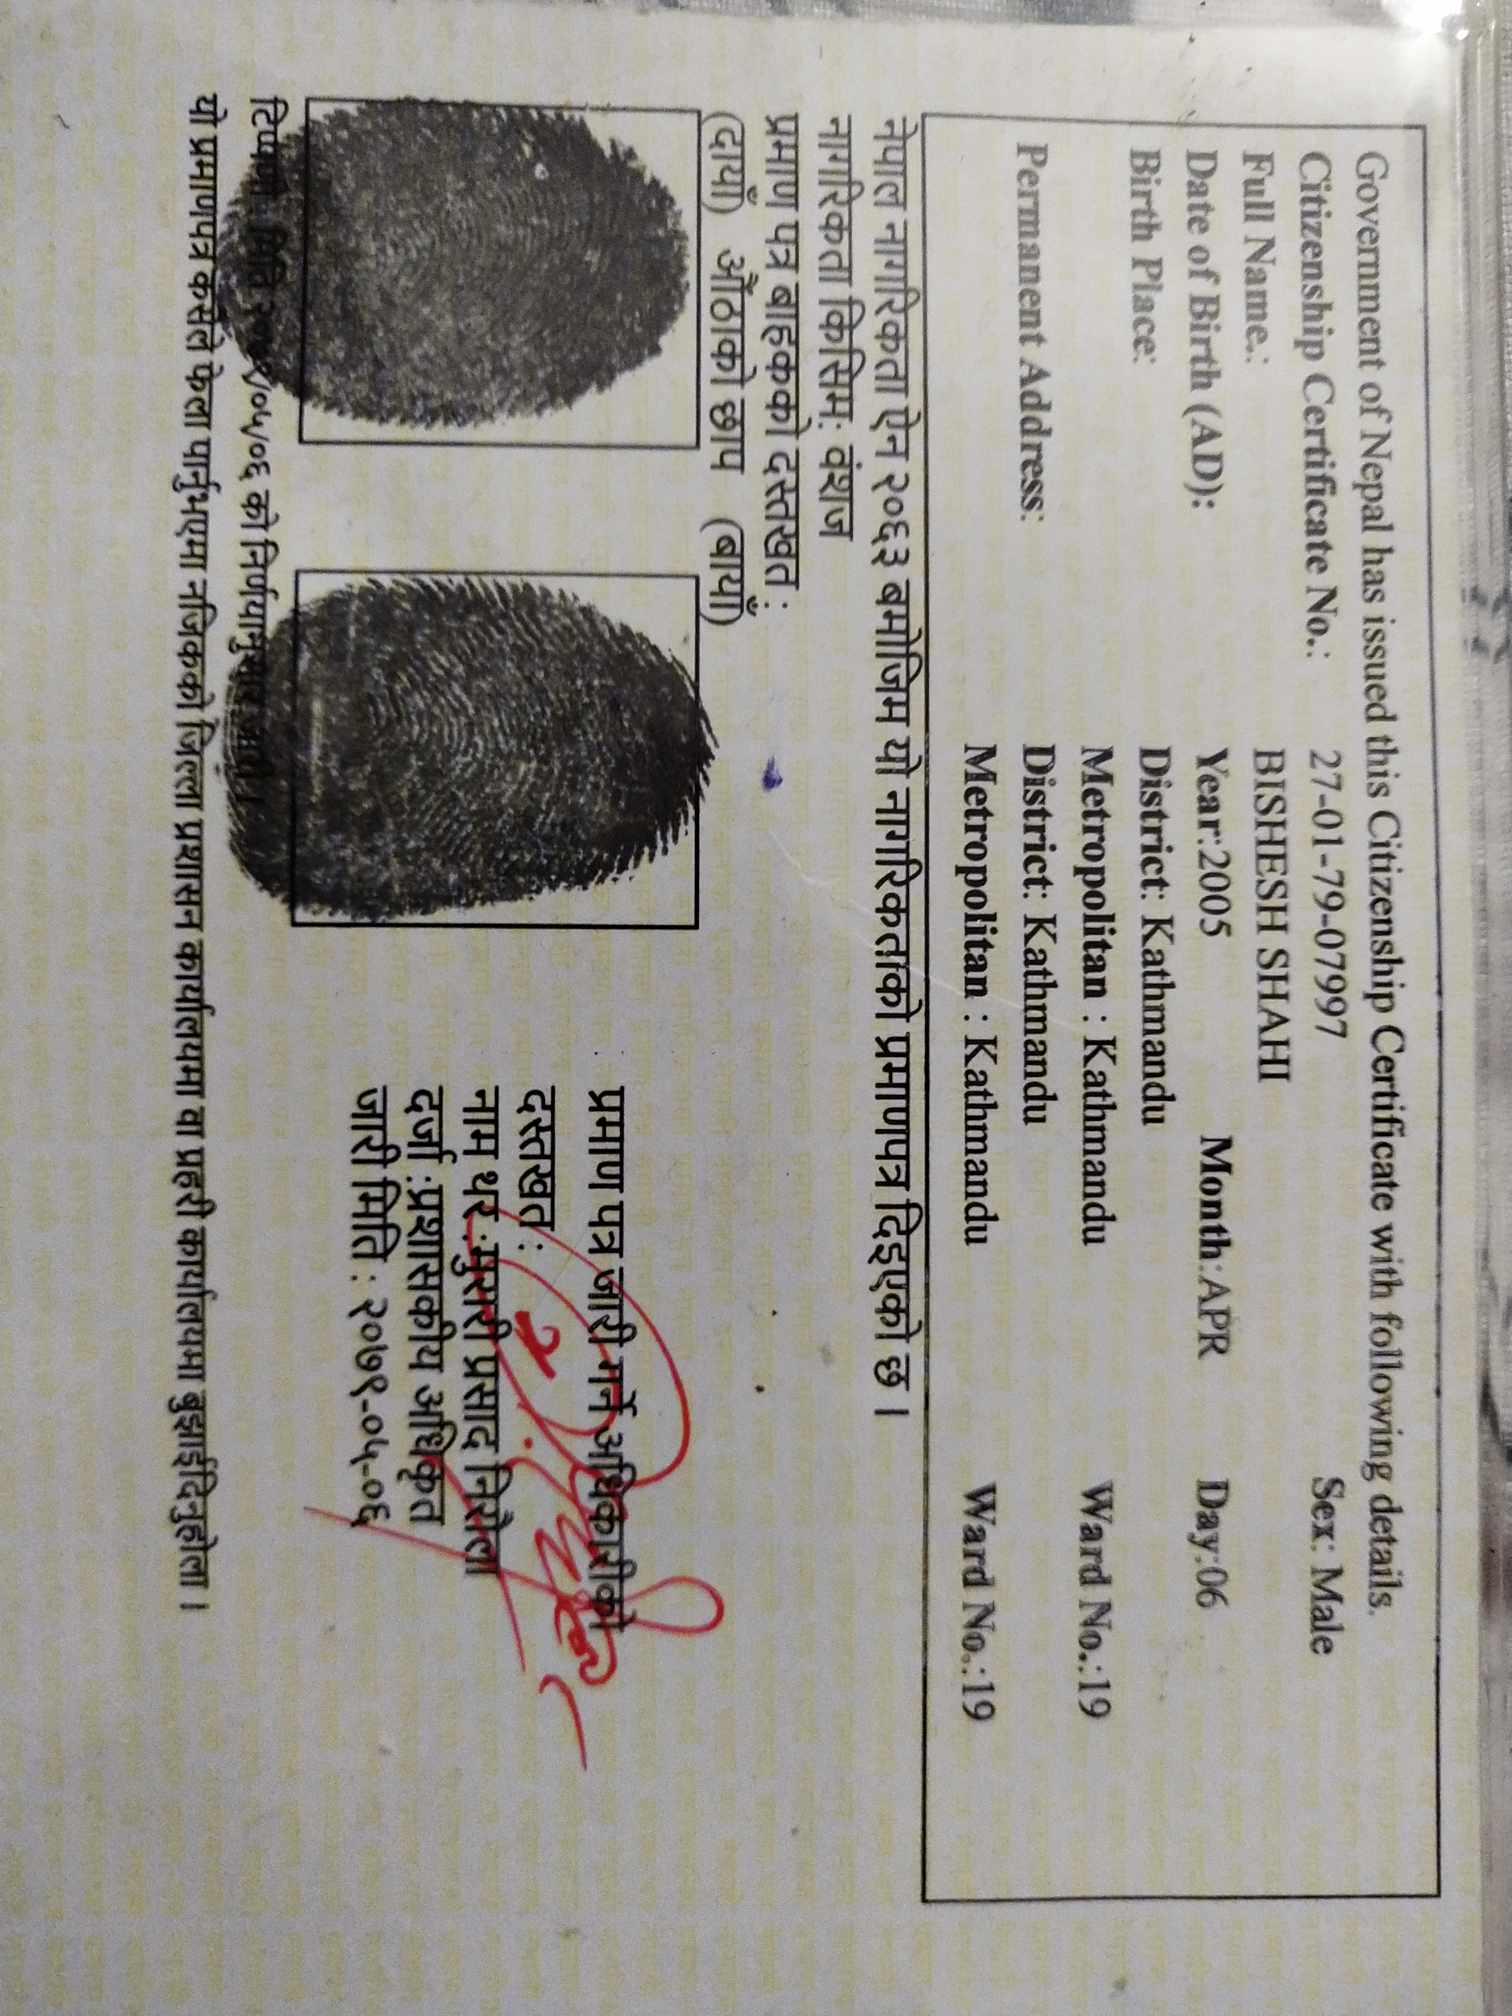 Government of Nepal has issued this Citizenship Certificate with following details.
Citizenship Certificate No.: 27-01-79-07997 Sex: Male
Full Name.: BISHESH SHAHI
Date of Birth (AD): Year:2005 Month:APR Day:06
Birth Place: District: Kathmandu
Metropolitan : Kathmandu Ward No.:19
Permanent Address: District: Kathmandu
Metropolitan : Kathmandu Ward No.:19
नेपाल नागरिकता ऐन २०६३ बमोजिम यो नागरिकताको प्रमाणपत्र दिइएको छ ।
नागरिकता किसिम: वंशज
प्रमाण पत्र बाहकको दस्तखत :
(दायाँ) औंठाको छाप (बायाँ)
प्रमाण पत्र जारी गर्ने अधिकारीको
दस्तखत :
नाम थर :मुरारी प्रसाद निरौला
दर्जा :प्रशासकीय अधिकृत
जारी मिति : २०७९-०५-०६
को निर्णयानुसार
यो प्रमाणपत्र कसैले फेला पार्नुभएमा नजिकको जिल्ला प्रशासन कार्यालयमा वा प्रहरी कार्यालयमा बुझाईदिनुहोला ।